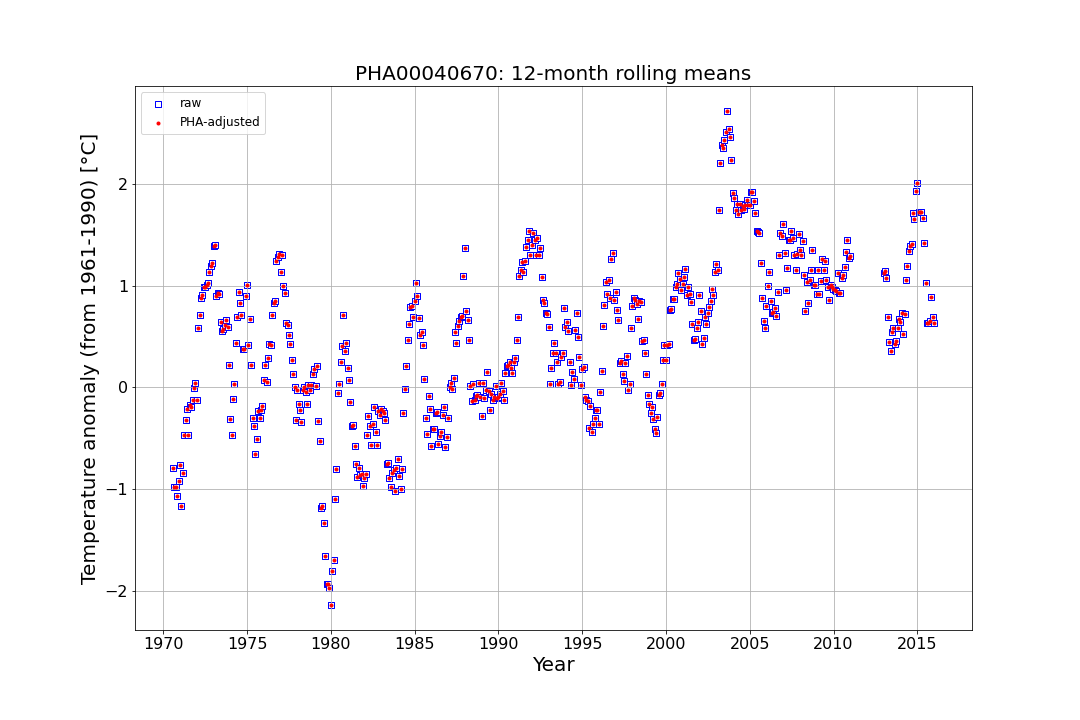 PHA00040670: 12-month rolling means
raw
PHA-adjusted
Temperature anomaly (from 1961-1990) [°C]
2
1
0
−1
−2
1970 1975 1980 1985 1990 1995 2000 2005 2010 2015
Year